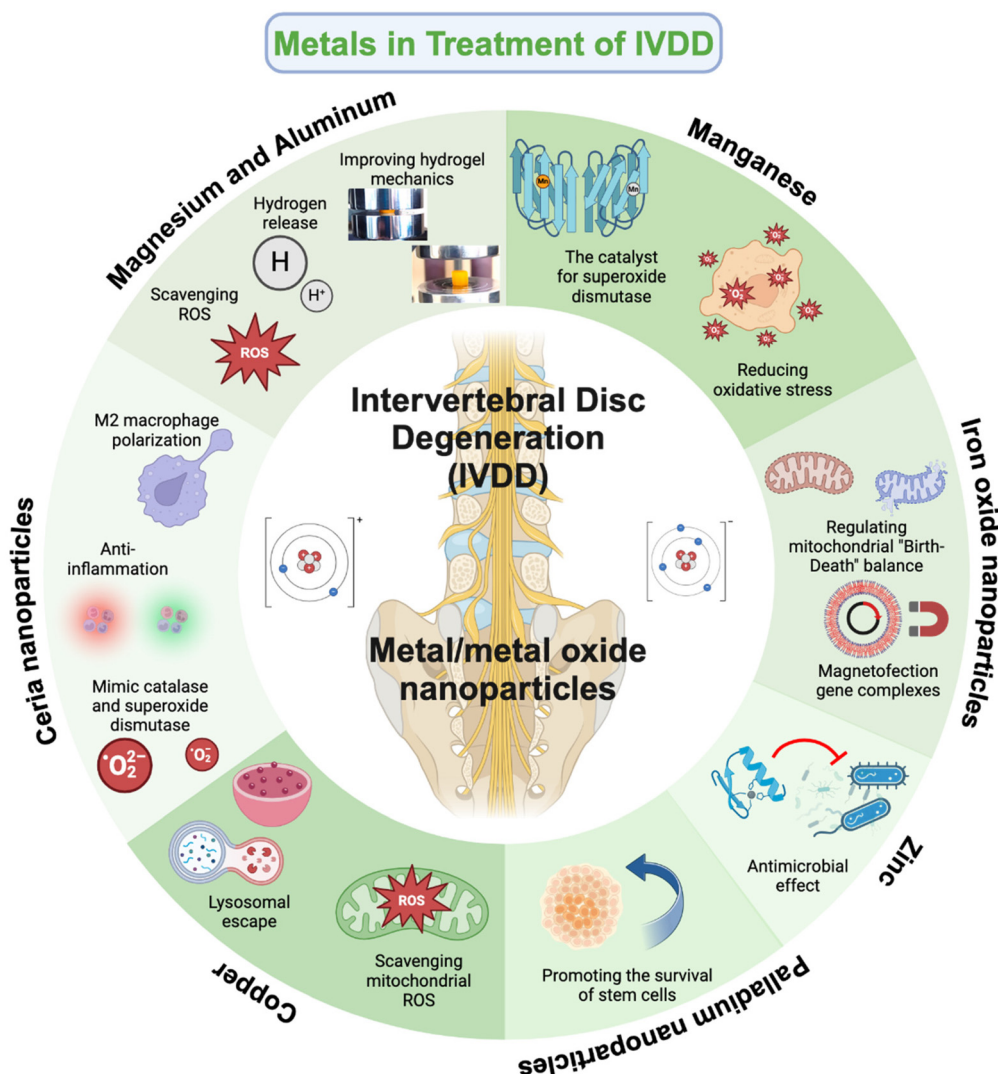 Metals in Treatment of IVDD
Magnesium and Aluminum
Improving hydrogel
mechanics
Hydrogen
release
H
H⁺
Scavenging
ROS
ROS
Manganese
Mn
Mn
The catalyst
for superoxide
dismutase
Reducing
oxidative stress
Iron oxide nanoparticles
Regulating
mitochondrial "Birth-
Death" balance
Magnetofection
gene complexes
Zinc
Antimicrobial
effect
Palladium nanoparticles
Promoting the survival
of stem cells
Copper
Lysosomal
escape
ROS
Scavenging
mitochondrial
ROS
Ceria nanoparticles
M2 macrophage
polarization
Anti-
inflammation
Mimic catalase
and superoxide
dismutase
•O₂²⁻
•O₂⁻
Intervertebral Disc
Degeneration
(IVDD)
+
-
Metal/metal oxide
nanoparticles